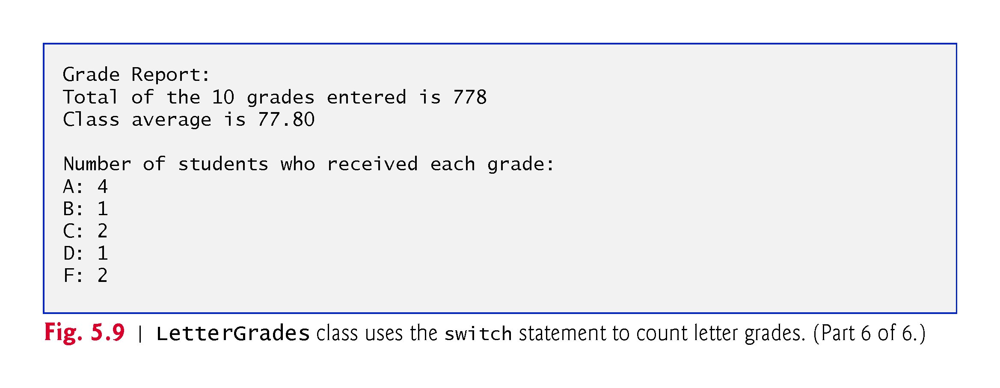 Grade Report:
Total of the 10 grades entered is 778
Class average is 77.80
Number of students who received each grade:
A: 4
B: 1
C: 2
D: 1
F: 2
Fig. 5.9 | LetterGrades class uses the switch statement to count letter grades. (Part 6 of 6.)